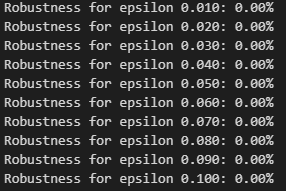 Robustness for epsilon 0.010: 0.00%
Robustness for epsilon 0.020: 0.00%
Robustness for epsilon 0.030: 0.00%
Robustness for epsilon 0.040: 0.00%
Robustness for epsilon 0.050: 0.00%
Robustness for epsilon 0.060: 0.00%
Robustness for epsilon 0.070: 0.00%
Robustness for epsilon 0.080: 0.00%
Robustness for epsilon 0.090: 0.00%
Robustness for epsilon 0.100: 0.00%